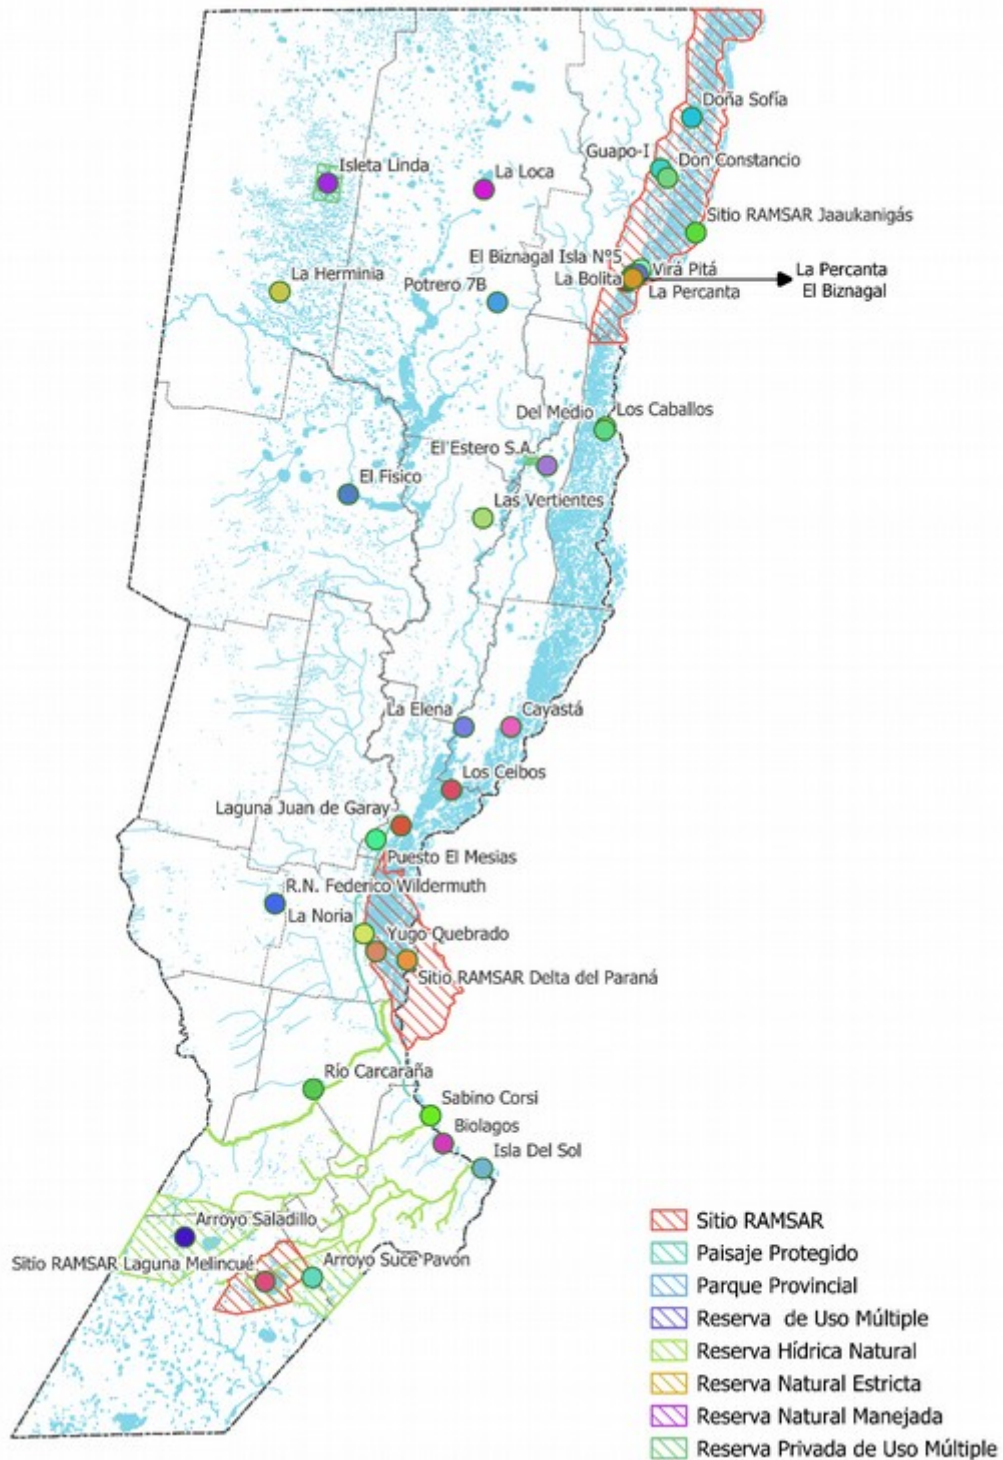 Doña Sofía
Guapo-I
Don Constancio
Isleta Linda
La Loca
Sitio RAMSAR Jaaukanigás
El Biznagal Isla N°5
Virá Pitá
La Percanta
La Herminia
La Bolita
Potrero 7B
La Percanta
El Biznagal
Del Medio
Los Caballos
El Estero S.A.
El Fisico
Las Vertientes
La Elena
Cayastá
Los Ceibos
Laguna Juan de Garay
Puesto El Mesias
R.N. Federico Wildermuth
La Noria
Yugo Quebrado
Sitio RAMSAR Delta del Paraná
Río Carcaraña
Sabino Corsi
Biolagos
Isla Del Sol
Arroyo Saladillo
Sitio RAMSAR Laguna Melincué
Arroyo Suce Pavon
Sitio RAMSAR
Paisaje Protegido
Parque Provincial
Reserva de Uso Múltiple
Reserva Hídrica Natural
Reserva Natural Estricta
Reserva Natural Manejada
Reserva Privada de Uso Múltiple